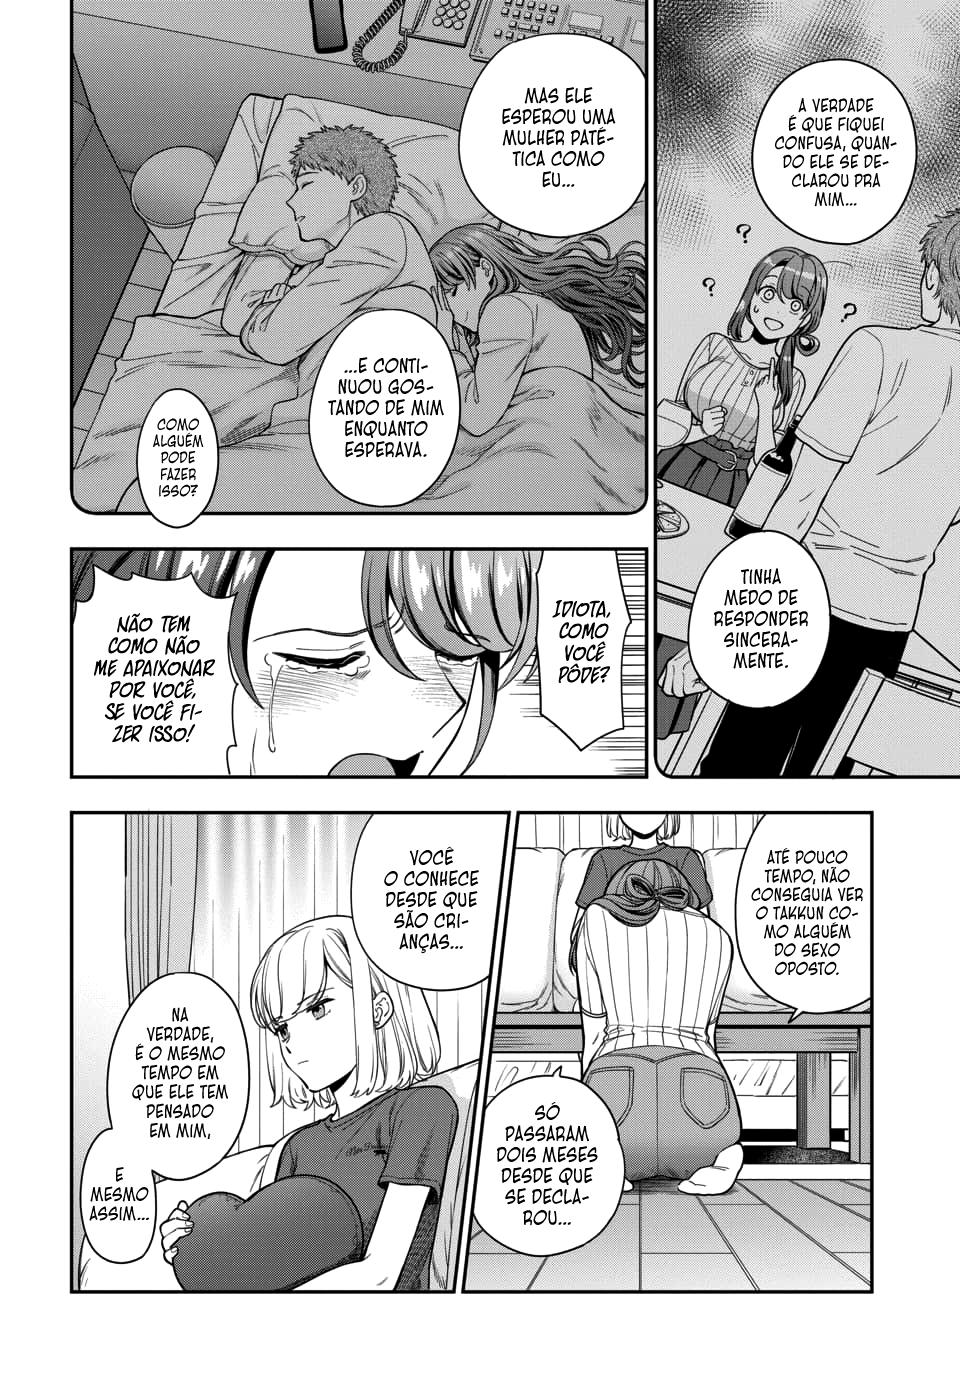 A VERDADE
É QUE FIQUEI
CONFUSA, QUAN-
DO ELE SE DE-
CLAROU PRA
MIM...
?
?
?
TINHA
MEDO DE
RESPONDER
SINCERA-
MENTE.
MAS ELE
ESPEROU UMA
MULHER PATÉ-
TICA COMO
EU...
...E CONTI-
NUOU GOS-
TANDO DE MIM
ENQUANTO
ESPERAVA.
COMO
ALGUÉM
PODE
FAZER
ISSO?
IDIOTA,
COMO
VOCÊ
PÔDE?
NÃO TEM
COMO NÃO
ME APAIXONAR
POR VOCÊ,
SE VOCÊ FI-
ZER ISSO!
ATÉ POUCO
TEMPO, NÃO
CONSEGUIA VER
O TAKKUN CO-
MO ALGUÉM
DO SEXO
OPOSTO.
SÓ
PASSARAM
DOIS MESES
DESDE QUE
SE DECLA-
ROU...
VOCÊ
O CONHECE
DESDE QUE
SÃO CRI-
ANÇAS...
NA
VERDADE,
É O MESMO
TEMPO EM
QUE ELE TEM
PENSADO
EM MIM,
E
MESMO
ASSIM...